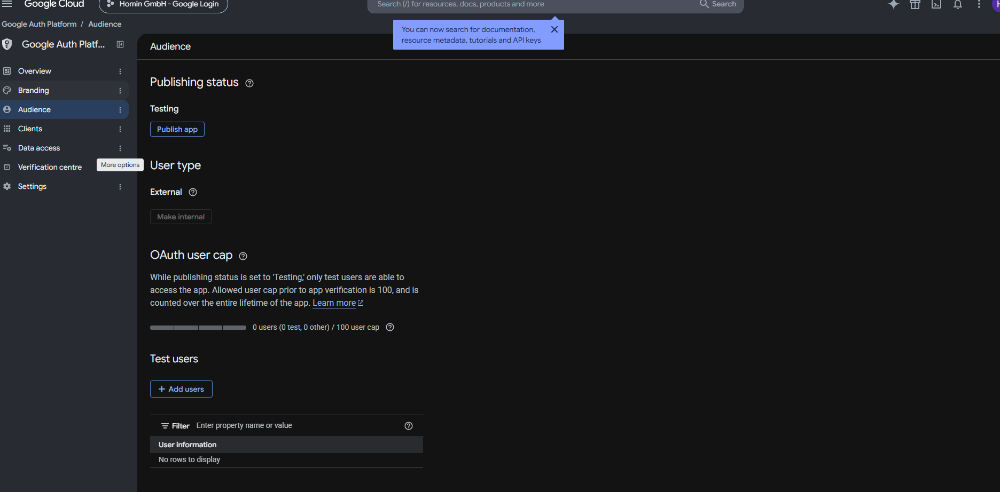 Google Cloud
Homin GmbH - Google Login
Search (/) for resources, docs, products and more
Search
Google Auth Platform / Audience
You can now search for documentation,
resource metadata, tutorials and API keys
Google Auth Platf...
Overview
Branding
Audience
Clients
Data access
Verification centre
More options
Settings
Audience
Publishing status
Testing
Publish app
User type
External
Make internal
OAuth user cap
While publishing status is set to 'Testing,' only test users are able to
access the app. Allowed user cap prior to app verification is 100, and is
counted over the entire lifetime of the app. Learn more
0 users (0 test, 0 other) / 100 user cap
Test users
+ Add users
Filter Enter property name or value
User information
No rows to display